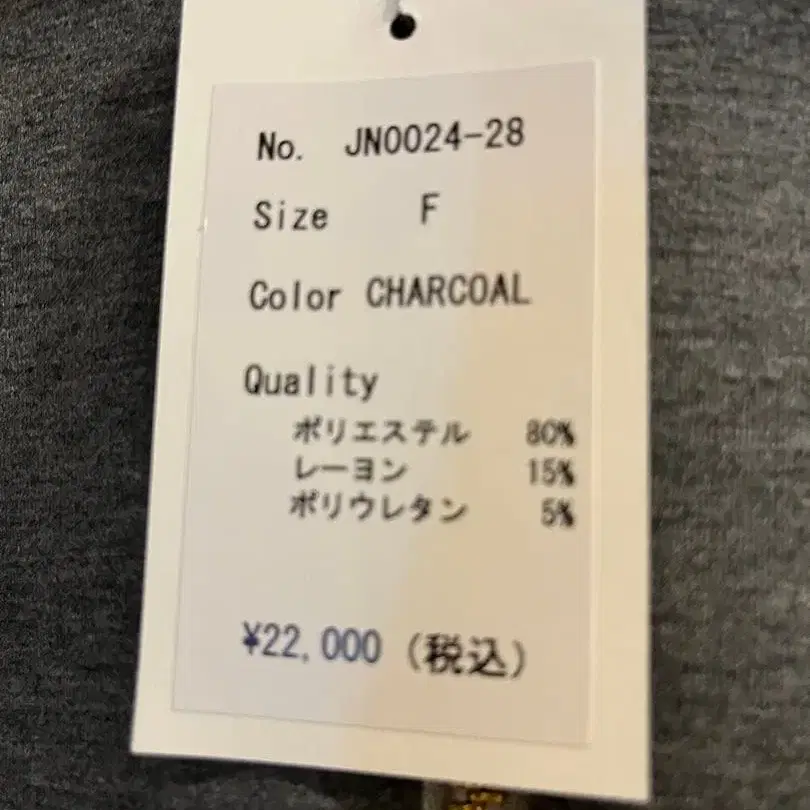 No. JN0024-28
Size F
Color CHARCOAL
Quality
ポリエステル 80%
レーヨン 15%
ポリウレタン 5%
¥22,000 (税込)